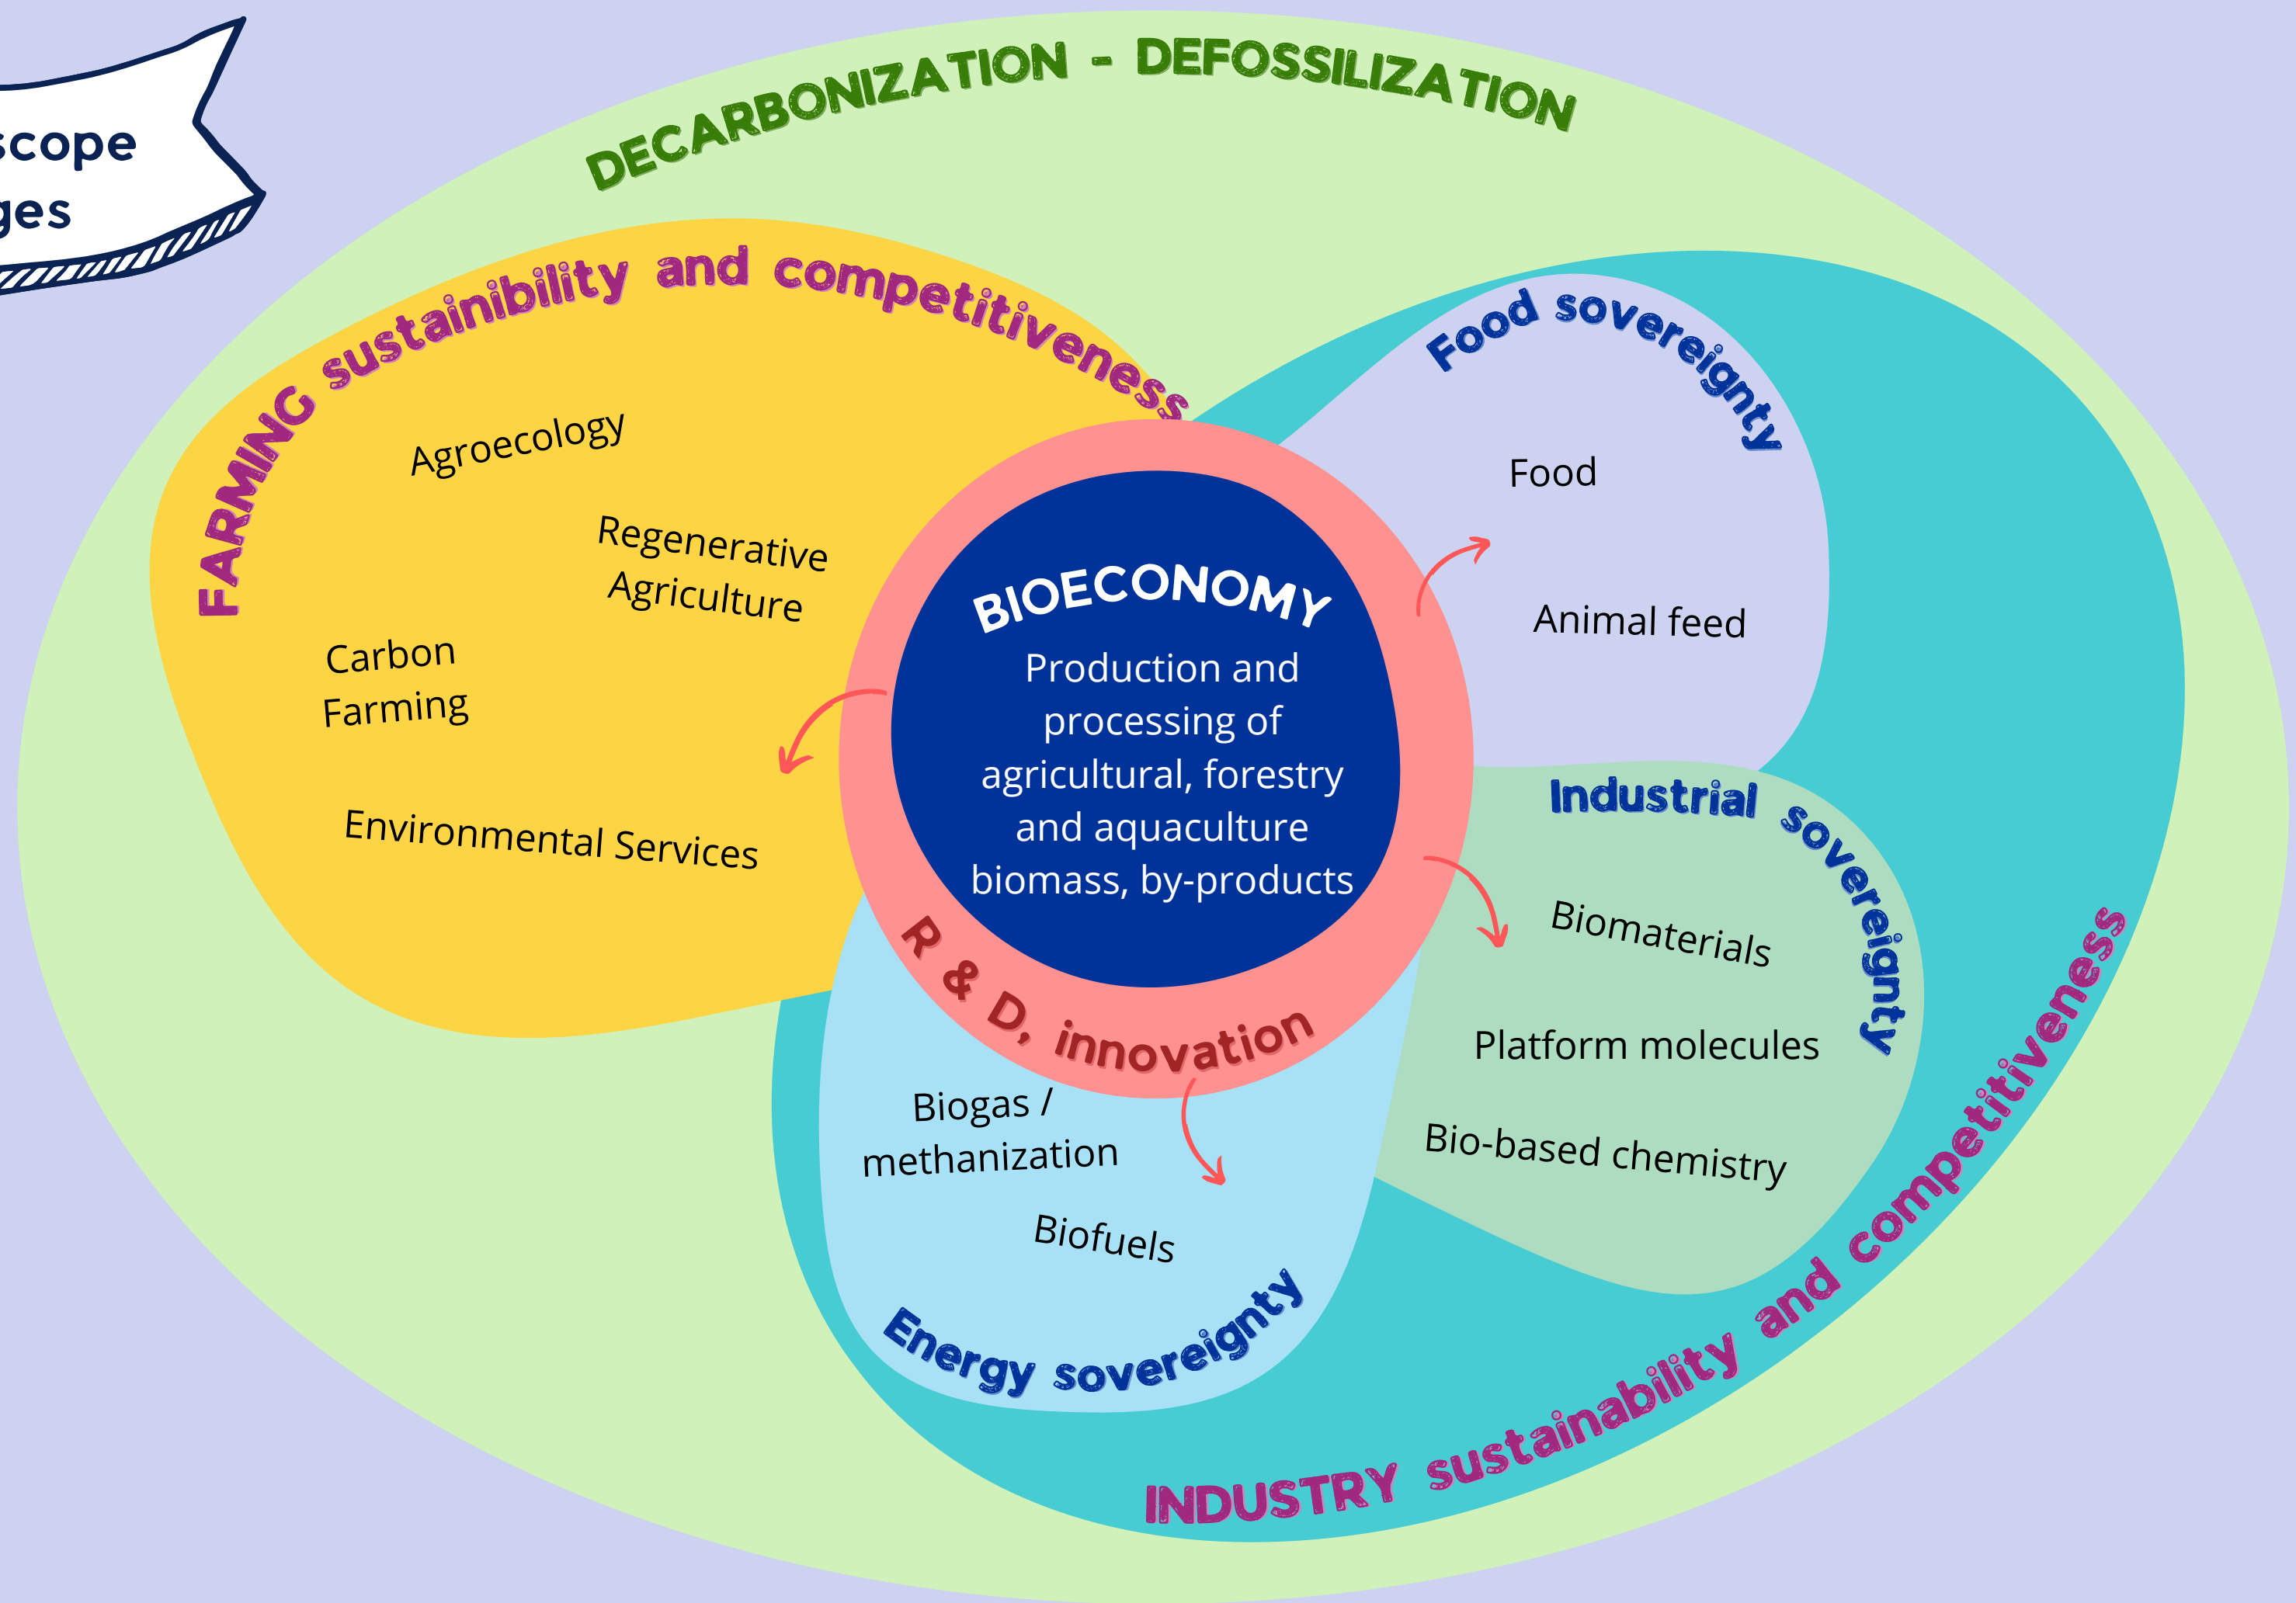 scope
ges
DECARBONIZATION - DEFOSSILIZATION
FARMING sustainibility and competitiveness
Agroecology
Regenerative
Agriculture
Carbon
Farming
Environmental Services
BIOECONOMY
Production and
processing of
agricultural, forestry
and aquaculture
biomass, by-products
R & D, innovation
Food sovereignty
Food
Animal feed
Industrial sovereignty
Biomaterials
Platform molecules
Bio-based chemistry
Biogas /
methanization
Biofuels
Energy sovereignty
INDUSTRY sustainability and competitiveness